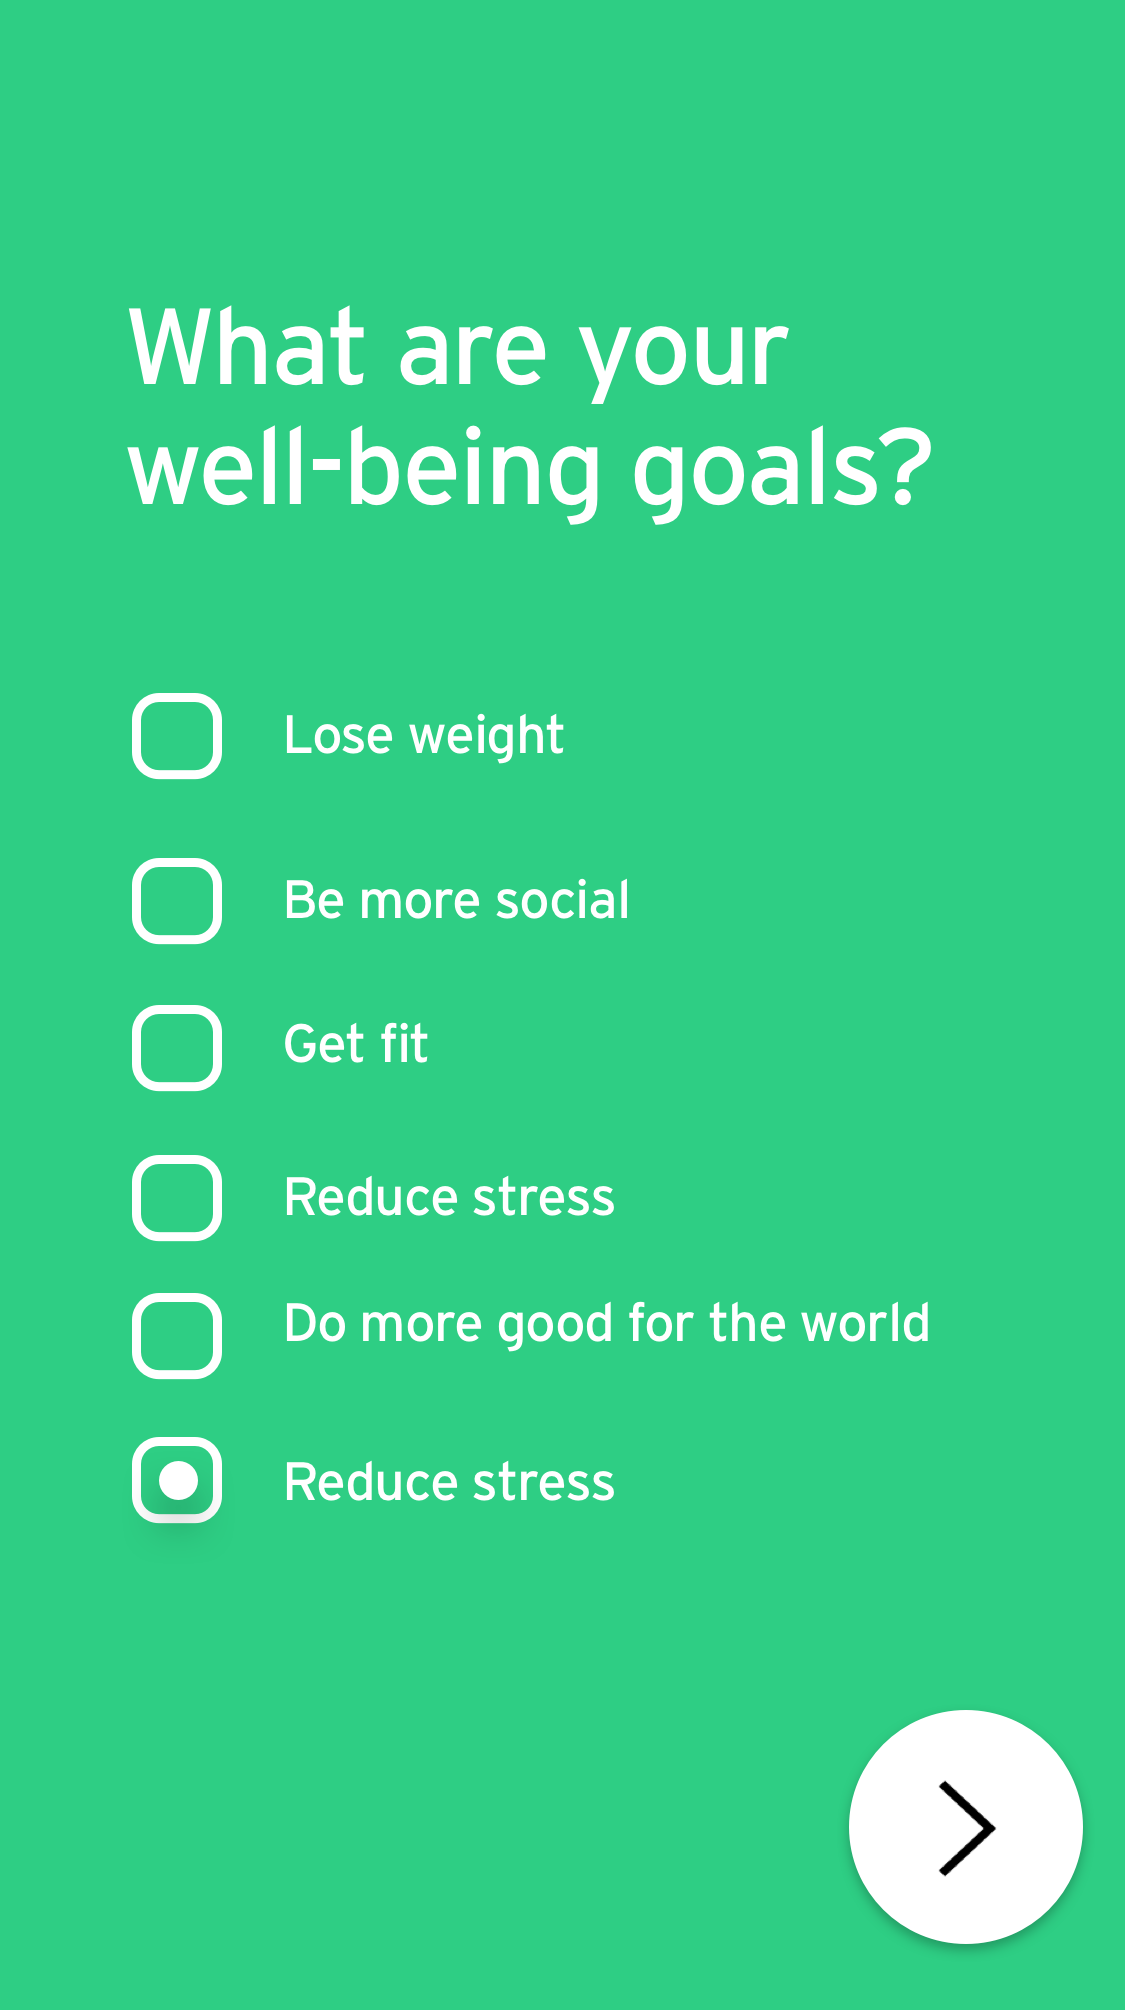 What are your
well-being goals?
Lose weight
Be more social
Get fit
Reduce stress
Do more good for the world
Reduce stress